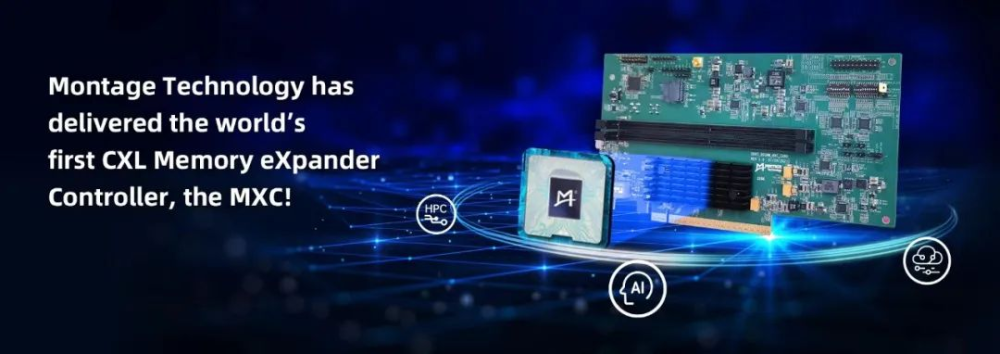 Montage Technology has
delivered the world's
first CXL Memory eXpander
Controller, the MXC!
HPC
AI